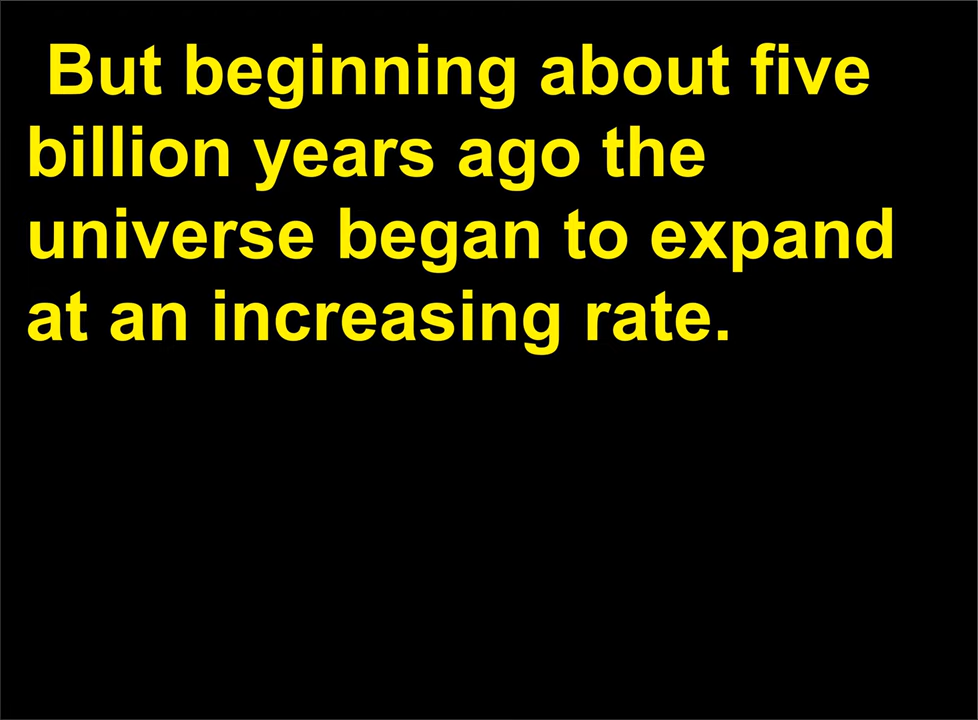 But beginning about five
billion years ago the
universe began to expand
at an increasing rate.